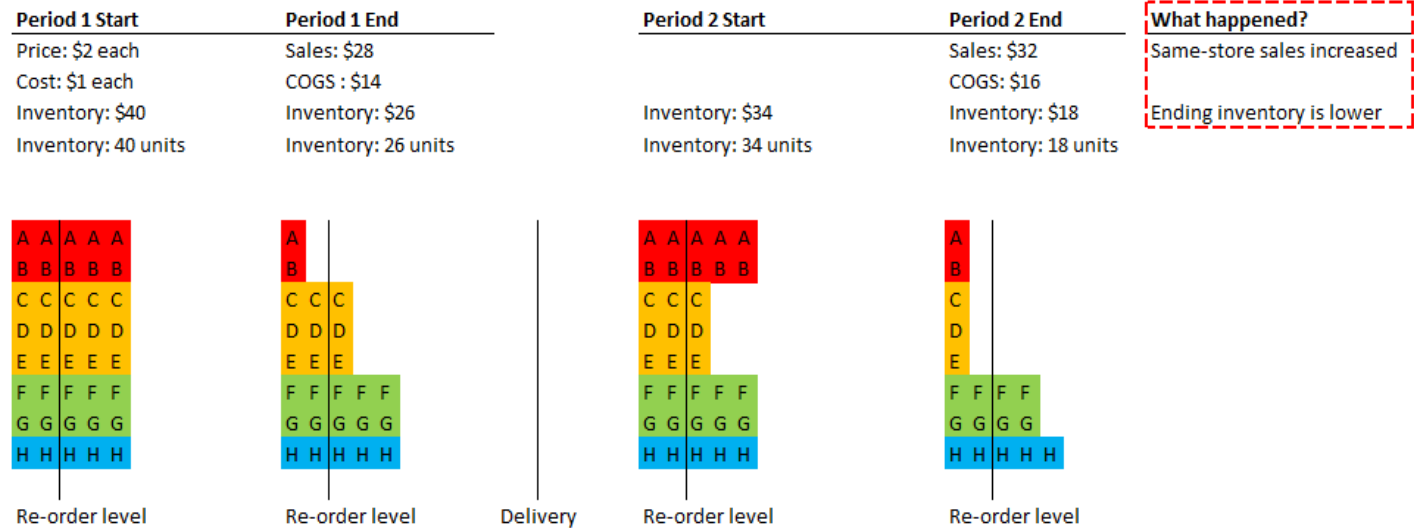 Period 1 Start Period 1 End Period 2 Start Period 2 End What happened?
Price: $2 each Sales: $28 Sales: $32 Same-store sales increased
Cost: $1 each COGS : $14 COGS: $16
Inventory: $40 Inventory: $26 Inventory: $34 Inventory: $18 Ending inventory is lower
Inventory: 40 units Inventory: 26 units Inventory: 34 units Inventory: 18 units
A A A A A A A A A A A A
B B B B B B B B B B B B
C C C C C C C C C C C C
D D D D D D D D D D D D
E E E E E E E E E E E E
F F F F F F F F F F F F F F F F F F F
G G G G G G G G G G G G G G G G G G G
H H H H H H H H H H H H H H H H H H H H
Re-order level Re-order level Delivery Re-order level Re-order level